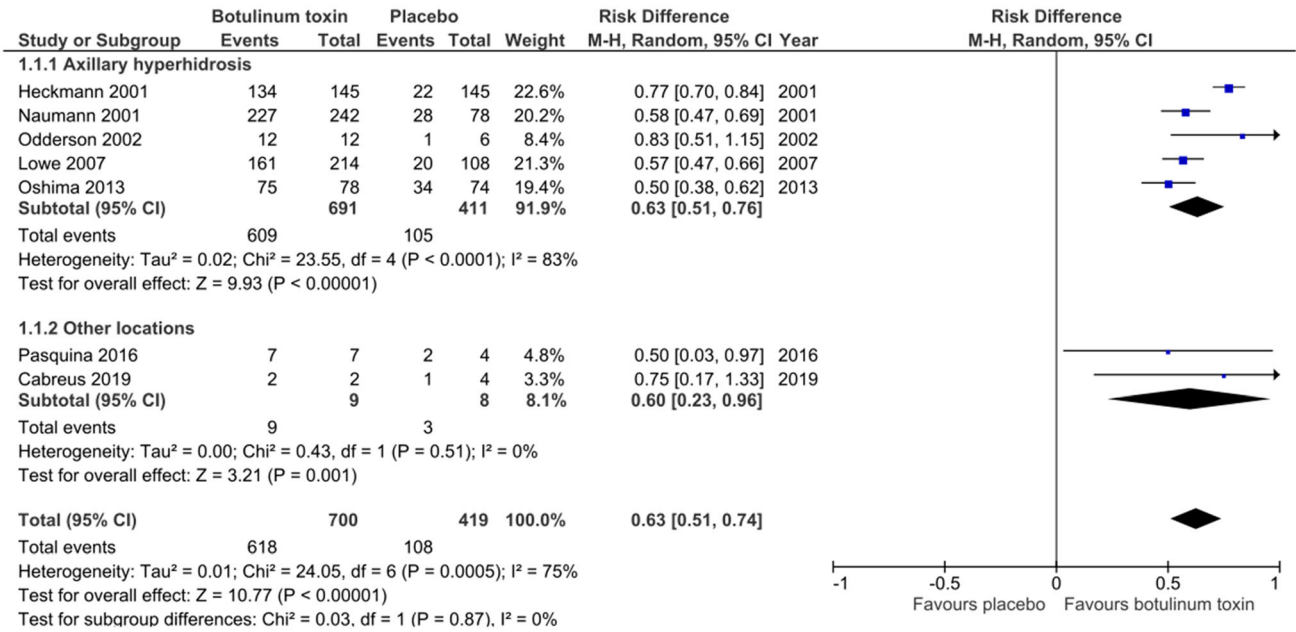 Botulinum toxin Placebo Risk Difference Risk Difference
Study or Subgroup Events Total Events Total Weight M-H, Random, 95% CI Year M-H, Random, 95% CI
1.1.1 Axillary hyperhidrosis
Heckmann 2001 134 145 22 145 22.6% 0.77 [0.70, 0.84] 2001
Naumann 2001 227 242 28 78 20.2% 0.58 [0.47, 0.69] 2001
Odderson 2002 12 12 1 6 8.4% 0.83 [0.51, 1.15] 2002
Lowe 2007 161 214 20 108 21.3% 0.57 [0.47, 0.66] 2007
Oshima 2013 75 78 34 74 19.4% 0.50 [0.38, 0.62] 2013
Subtotal (95% CI) 691 411 91.9% 0.63 [0.51, 0.76]
Total events 609 105
Heterogeneity: Tau² = 0.02; Chi² = 23.55, df = 4 (P < 0.0001); I² = 83%
Test for overall effect: Z = 9.93 (P < 0.00001)
1.1.2 Other locations
Pasquina 2016 7 7 2 4 4.8% 0.50 [0.03, 0.97] 2016
Cabreus 2019 2 2 1 4 3.3% 0.75 [0.17, 1.33] 2019
Subtotal (95% CI) 9 8 8.1% 0.60 [0.23, 0.96]
Total events 9 3
Heterogeneity: Tau² = 0.00; Chi² = 0.43, df = 1 (P = 0.51); I² = 0%
Test for overall effect: Z = 3.21 (P = 0.001)
Total (95% CI) 700 419 100.0% 0.63 [0.51, 0.74]
Total events 618 108
Heterogeneity: Tau² = 0.01; Chi² = 24.05, df = 6 (P = 0.0005); I² = 75%
Test for overall effect: Z = 10.77 (P < 0.00001)
Test for subgroup differences: Chi² = 0.03, df = 1 (P = 0.87), I² = 0%
-1 -0.5 0 0.5 1
Favours placebo Favours botulinum toxin